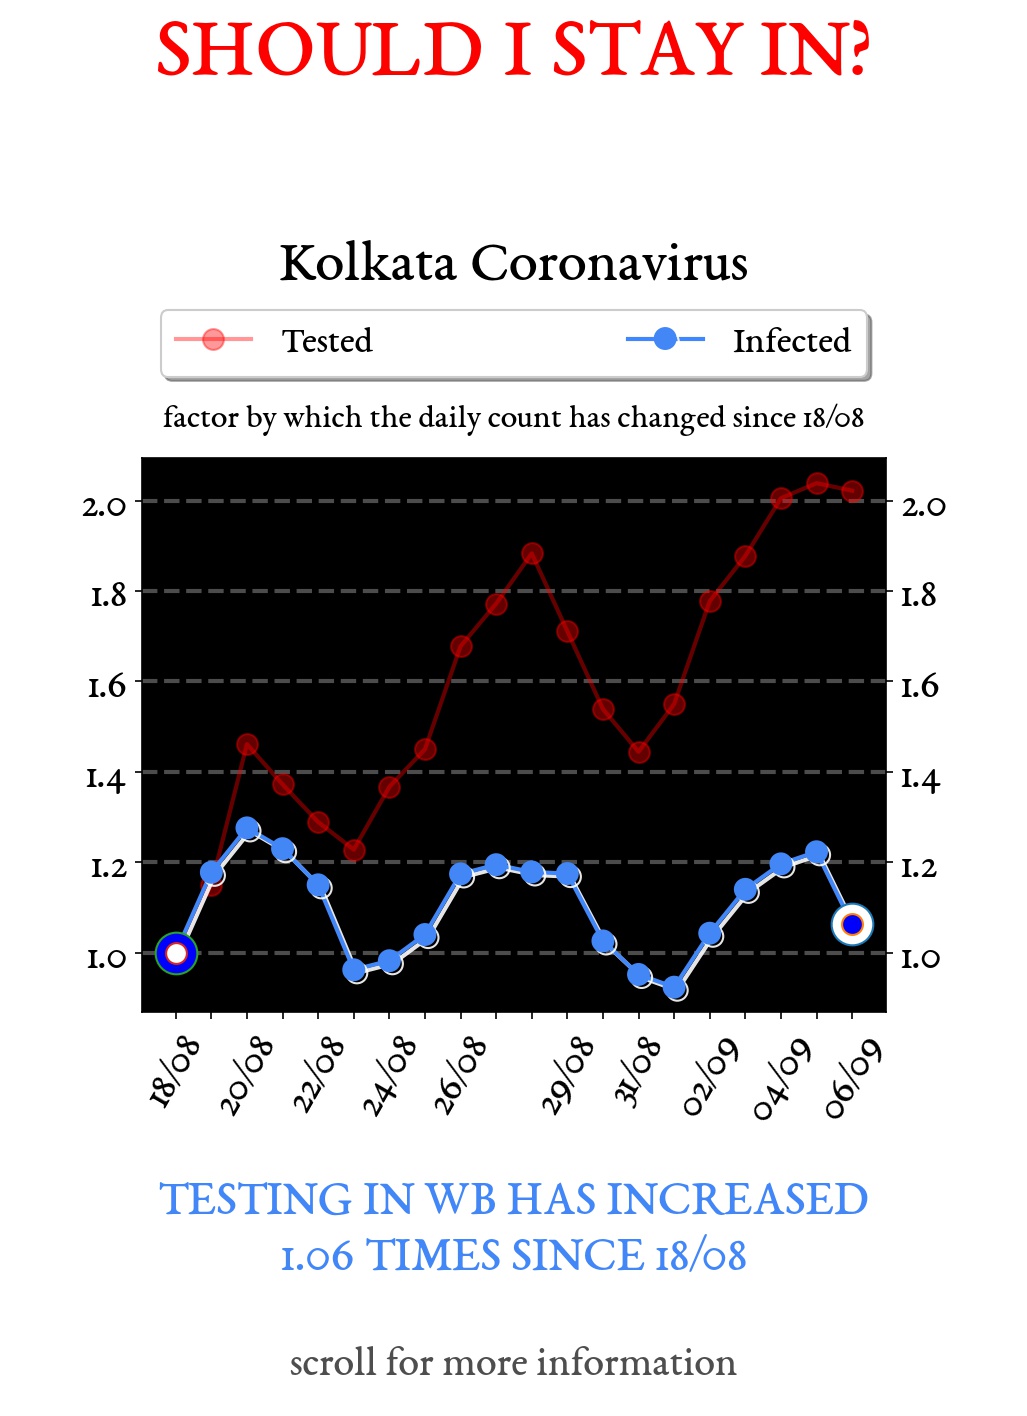 SHOULD I STAY IN?
Kolkata Coronavirus
Tested Infected
factor by which the daily count has changed since 18/08
2.0 2.0
1.8 1.8
1.6 1.6
1.4 1.4
1.2 1.2
1.0 1.0
18/08 20/08 22/08 24/08 26/08 29/08 31/08 02/09 04/09 06/09
TESTING IN WB HAS INCREASED
1.06 TIMES SINCE 18/08
scroll for more information